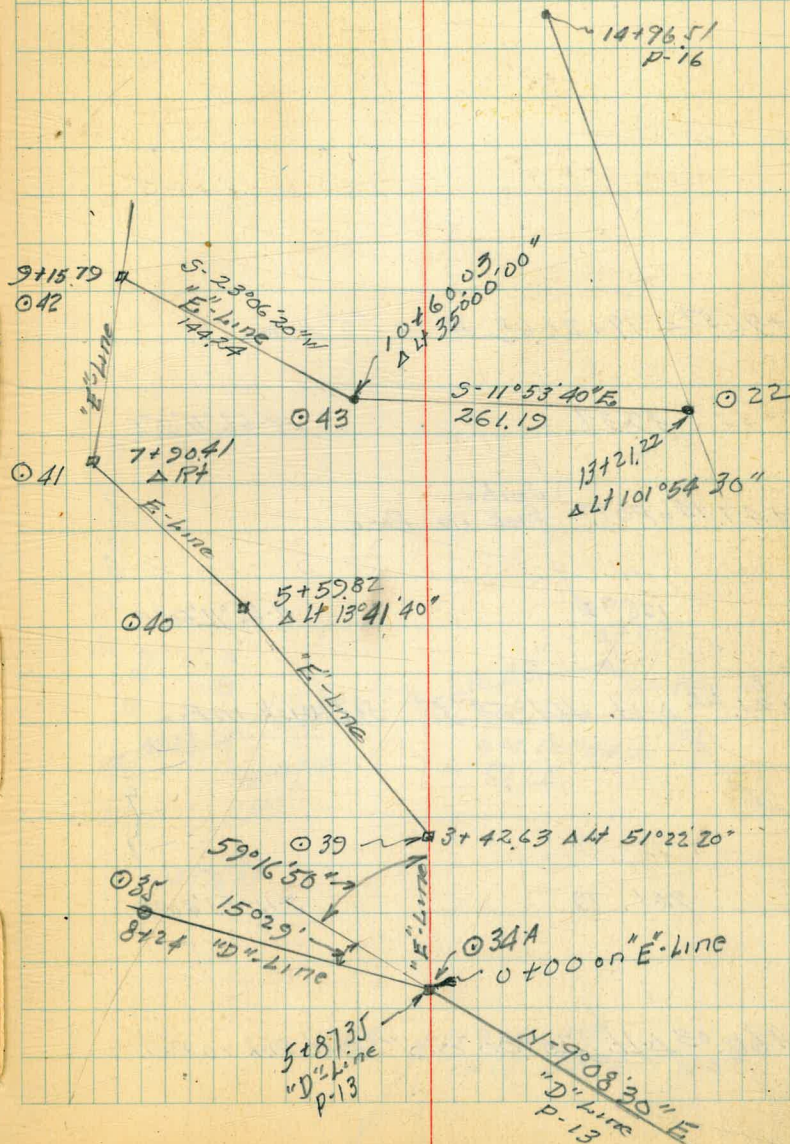 14+96.51
P-16
9+15.79
⊙42
S-23°06'20"W
"E"-Line
144.24
10+60.03
Δ Lt 35°00'00"
"E"-Line
⊙43
S-11°53'40"E
261.19
⊙ 22
13+21.22
Δ Lt 101°54'30"
⊙41
7+90.41
Δ Rt
E-Line
5+59.82
Δ Lt 13°41'40"
⊙40
"E"-Line
⊙39
3+42.63 Δ Lt 51°22'20"
59°16'50"
⊙35
8+24
15°29'
"D"-Line
"E"-Line
⊙34A
0+00 on "E"-Line
5+87.35
"D"-Line
P-13
N-9°08'30"E
"D"-Line
P-13